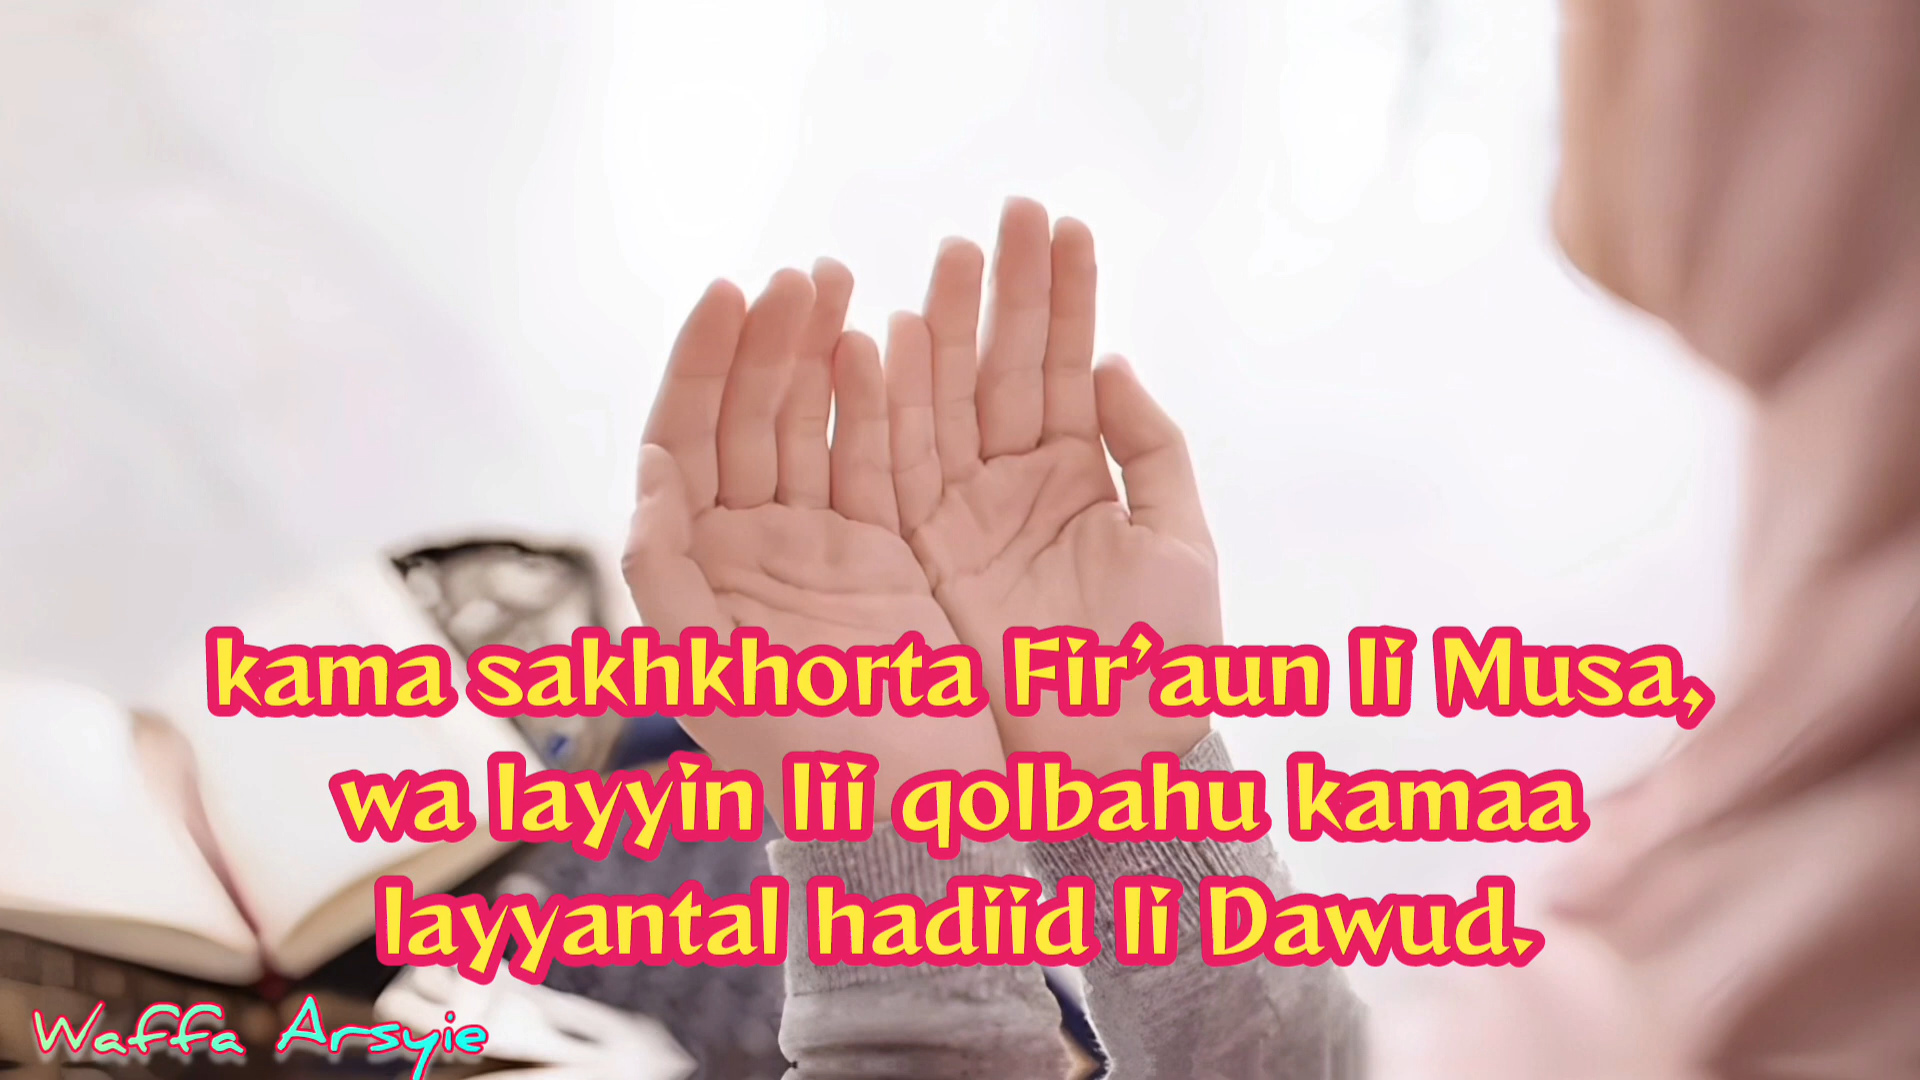 kama sakhkhorta Fir'aun li Musa,
wa layyin lii qolbahu kamaa
layyantal hadiid li Dawud.
Waffa Arsyie